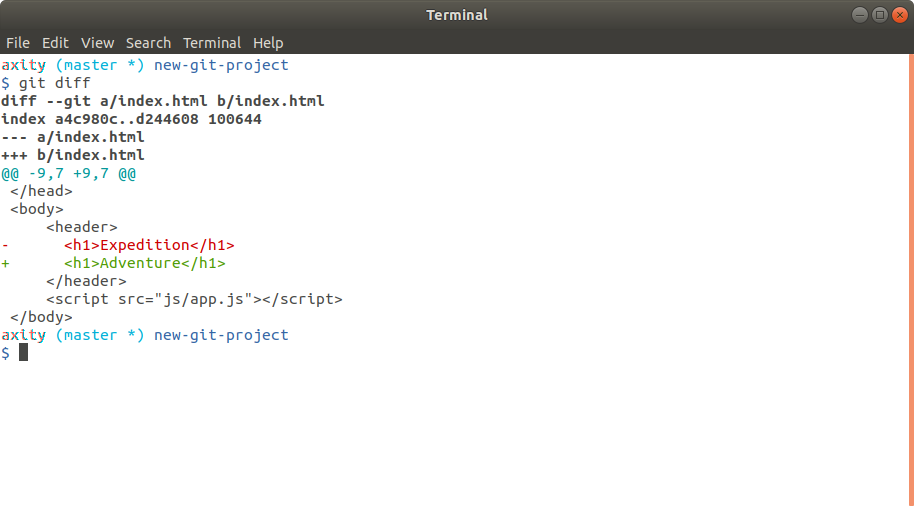 Terminal
File Edit View Search Terminal Help
axity (master *) new-git-project
$ git diff
diff --git a/index.html b/index.html
index a4c980c..d244608 100644
--- a/index.html
+++ b/index.html
@@ -9,7 +9,7 @@
 </head>
 <body>
     <header>
-      <h1>Expedition</h1>
+      <h1>Adventure</h1>
     </header>
     <script src="js/app.js"></script>
 </body>
axity (master *) new-git-project
$